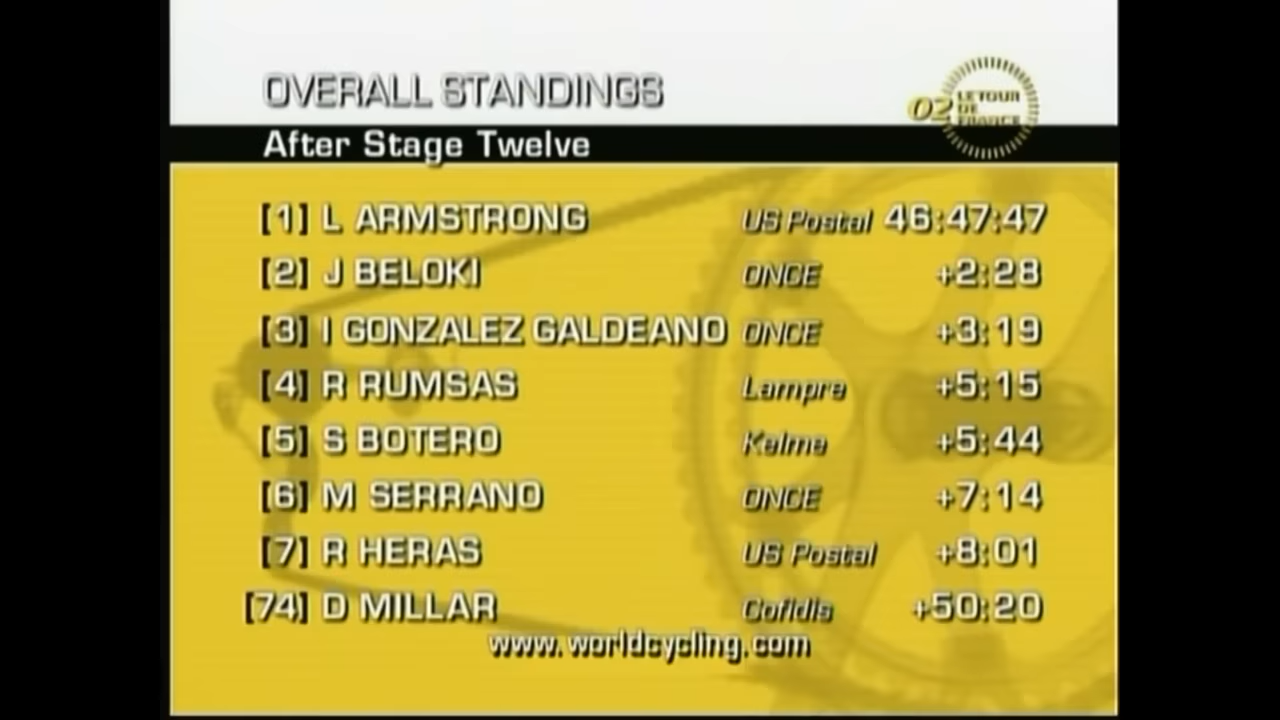 OVERALL STANDINGS
02 LE TOUR
DE
FRANCE
After Stage Twelve
[1] L ARMSTRONG US Postal 46:47:47
[2] J BELOKI ONCE +2:28
[3] I GONZALEZ GALDEANO ONCE +3:19
[4] R RUMSAS Lampre +5:15
[5] S BOTERO Kelme +5:44
[6] M SERRANO ONCE +7:14
[7] R HERAS US Postal +8:01
[74] D MILLAR Cofidis +50:20
www.worldcycling.com